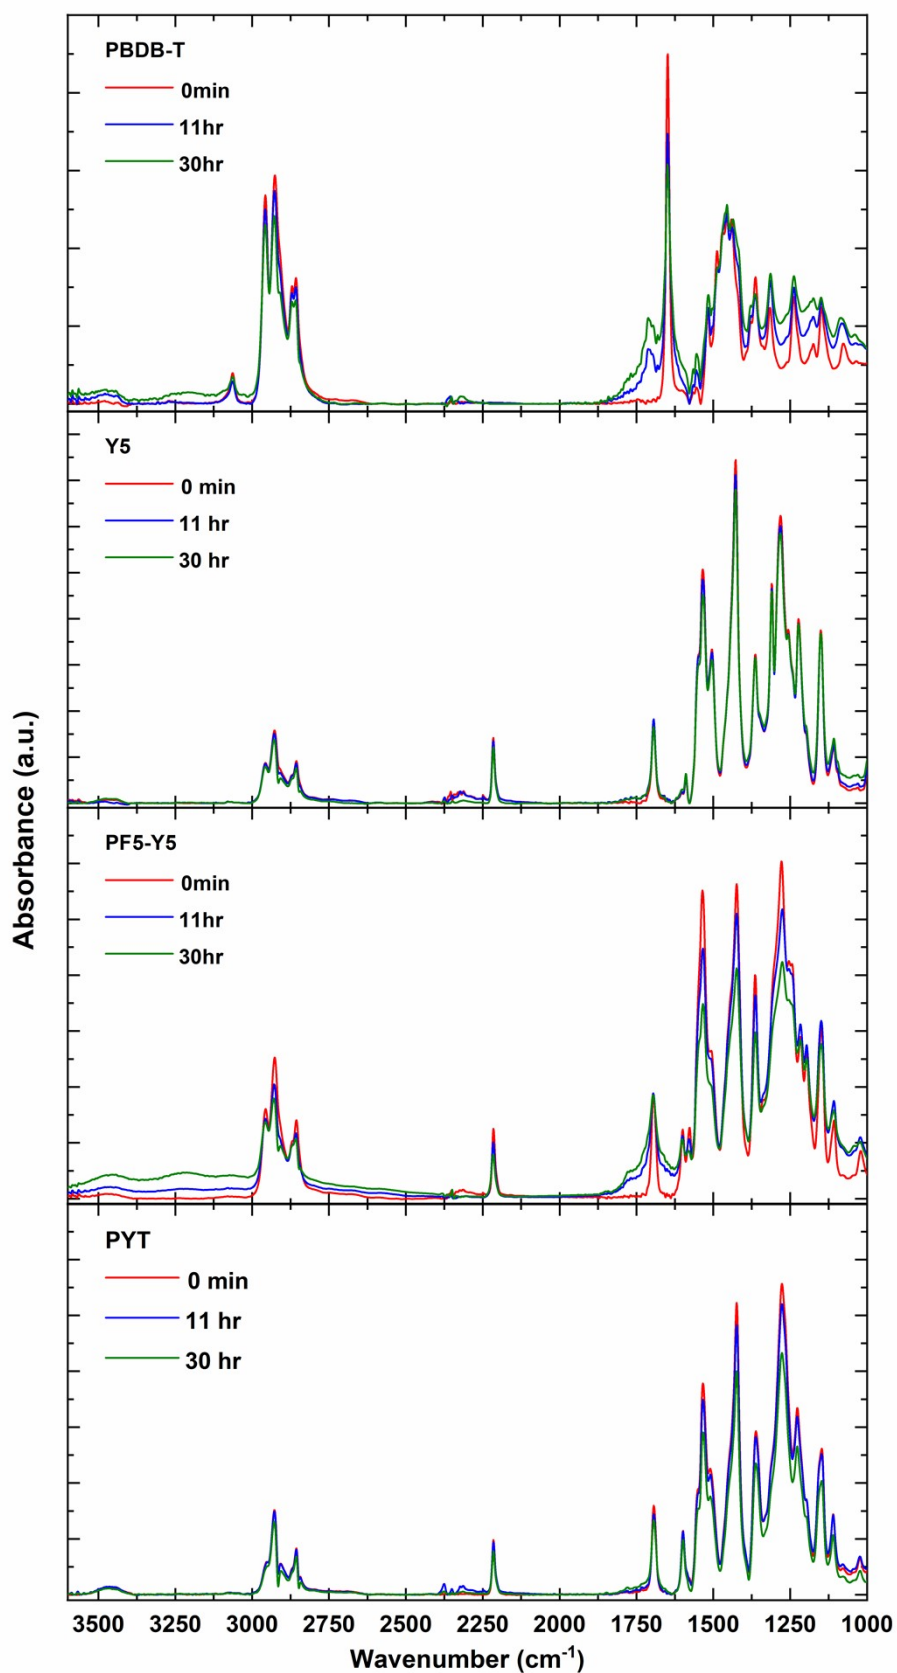 PBDB-T
0min
11hr
30hr
Y5
0 min
11 hr
30 hr
PF5-Y5
0min
11hr
30hr
PYT
0 min
11 hr
30 hr
Absorbance (a.u.)
3500 3250 3000 2750 2500 2250 2000 1750 1500 1250 1000
Wavenumber (cm⁻¹)